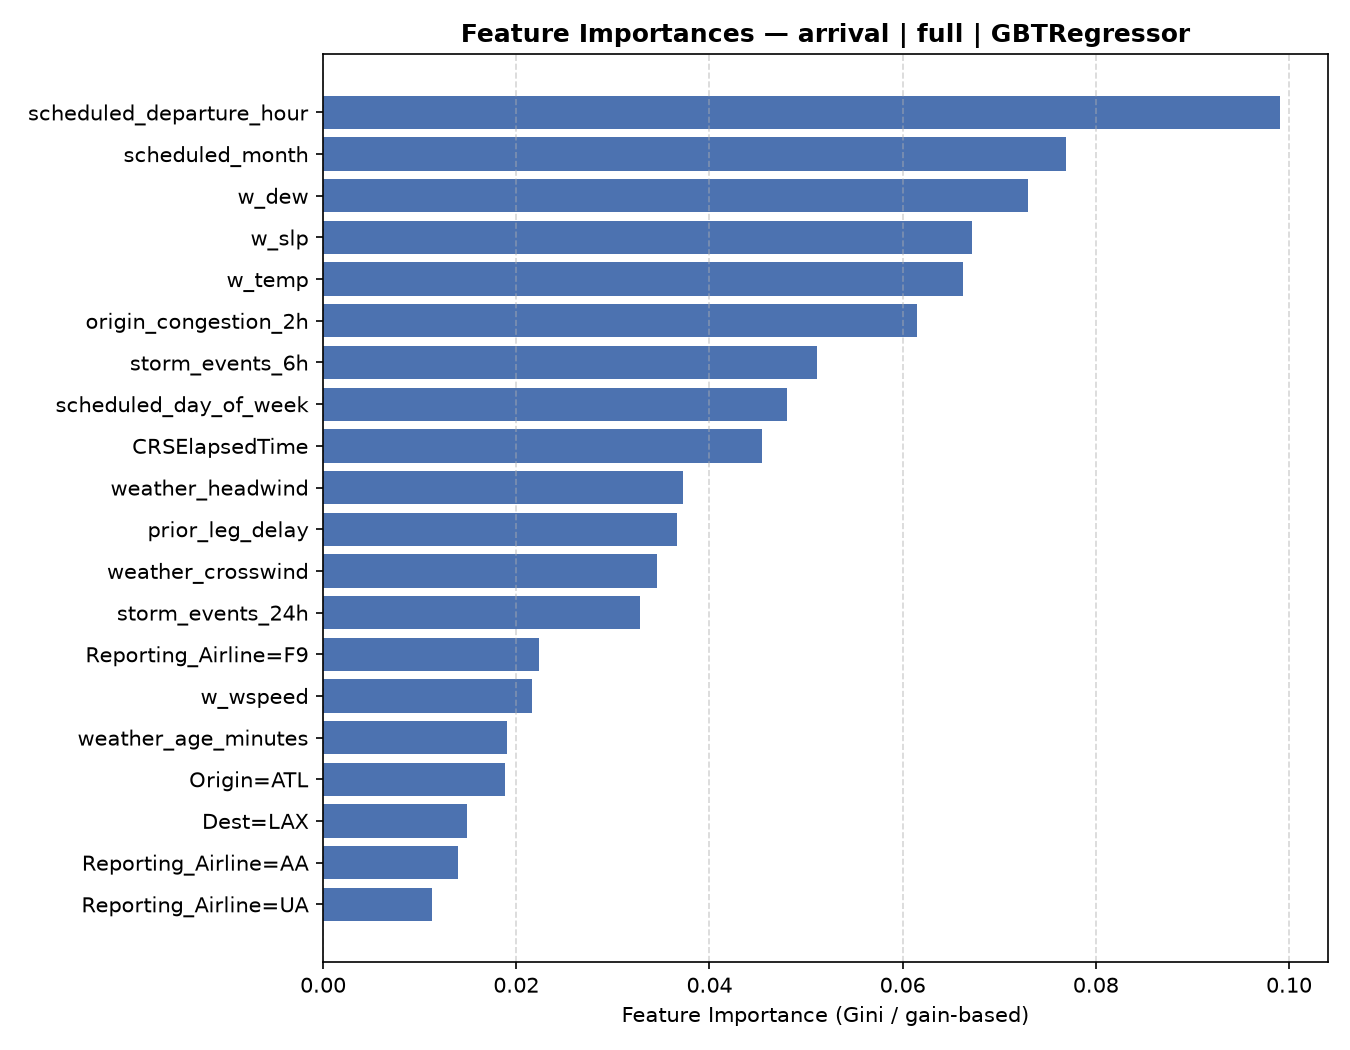 Feature Importances — arrival | full | GBTRegressor
scheduled_departure_hour
scheduled_month
w_dew
w_slp
w_temp
origin_congestion_2h
storm_events_6h
scheduled_day_of_week
CRSElapsedTime
weather_headwind
prior_leg_delay
weather_crosswind
storm_events_24h
Reporting_Airline=F9
w_wspeed
weather_age_minutes
Origin=ATL
Dest=LAX
Reporting_Airline=AA
Reporting_Airline=UA
0.00 0.02 0.04 0.06 0.08 0.10
Feature Importance (Gini / gain-based)